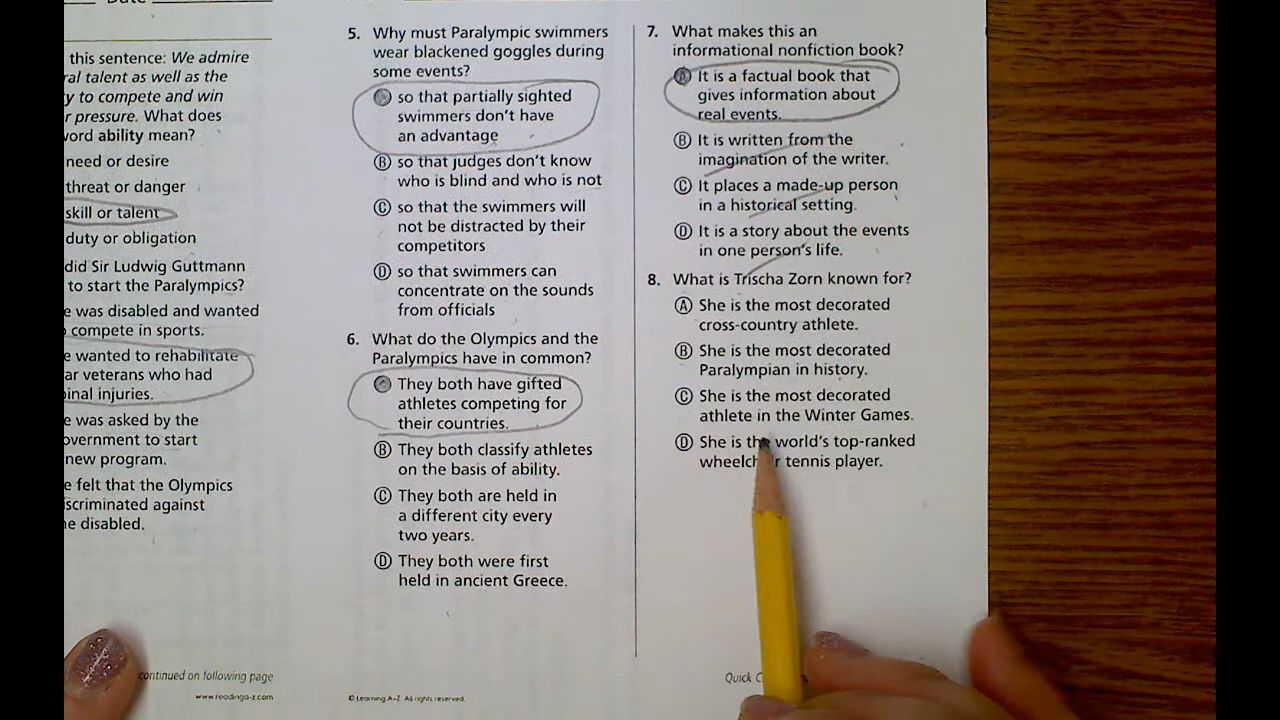 Date
this sentence: We admire
ral talent as well as the
y to compete and win
r pressure. What does
word ability mean?
need or desire
threat or danger
skill or talent
duty or obligation
did Sir Ludwig Guttmann
to start the Paralympics?
e was disabled and wanted
compete in sports.
e wanted to rehabilitate
ar veterans who had
pinal injuries.
e was asked by the
overnment to start
new program.
e felt that the Olympics
iscriminated against
he disabled.
continued on following page
www.readinga-z.com
5. Why must Paralympic swimmers
wear blackened goggles during
some events?
so that partially sighted
swimmers don't have
an advantage
B so that judges don't know
who is blind and who is not
C so that the swimmers will
not be distracted by their
competitors
D so that swimmers can
concentrate on the sounds
from officials
6. What do the Olympics and the
Paralympics have in common?
They both have gifted
athletes competing for
their countries.
B They both classify athletes
on the basis of ability.
C They both are held in
a different city every
two years.
D They both were first
held in ancient Greece.
© Learning A–Z. All rights reserved.
7. What makes this an
informational nonfiction book?
A It is a factual book that
gives information about
real events.
B It is written from the
imagination of the writer.
C It places a made-up person
in a historical setting.
D It is a story about the events
in one person's life.
8. What is Trischa Zorn known for?
A She is the most decorated
cross-country athlete.
B She is the most decorated
Paralympian in history.
C She is the most decorated
athlete in the Winter Games.
D She is the world's top-ranked
wheelchair tennis player.
Quick